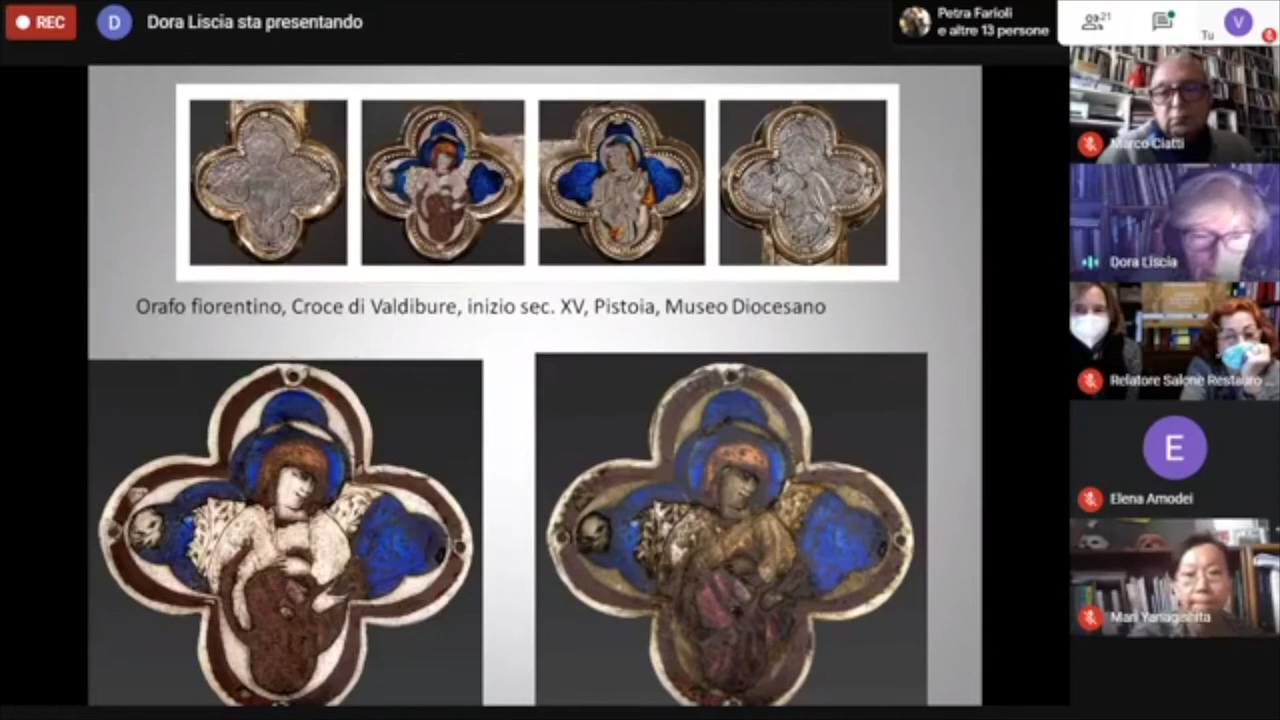 REC
D
Dora Liscia sta presentando
Petra Farioli
e altre 13 persone
21
Tu
V
Marco Ciatti
Orafo fiorentino, Croce di Valdibure, inizio sec. XV, Pistoia, Museo Diocesano
Dora Liscia
Relatore Salone Restauro ...
E
Elena Amodei
Mari Yanagishita